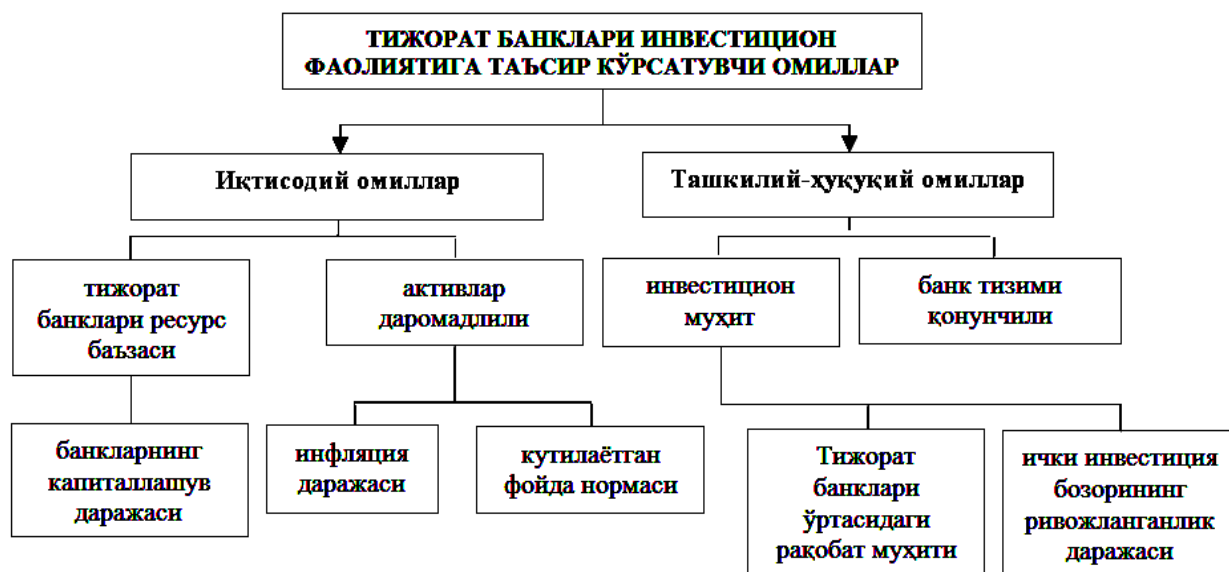 ТИЖОРАТ БАНКЛАРИ ИНВЕСТИЦИОН
ФАОЛИЯТИГА ТАЪСИР КЎРСАТУВЧИ ОМИЛЛАР
Иқтисодий омиллар
Ташкилий-ҳуқуқий омиллар
тижорат
банклари ресурс
баъзаси
активлар
даромадлили
инвестицион
муҳит
банк тизими
қонунчили
банкларнинг
капиталлашув
даражаси
инфляция
даражаси
кутилаётган
фойда нормаси
Тижорат
банклари
ўртасидаги
рақобат муҳити
ички инвестиция
бозорининг
ривожланганлик
даражаси